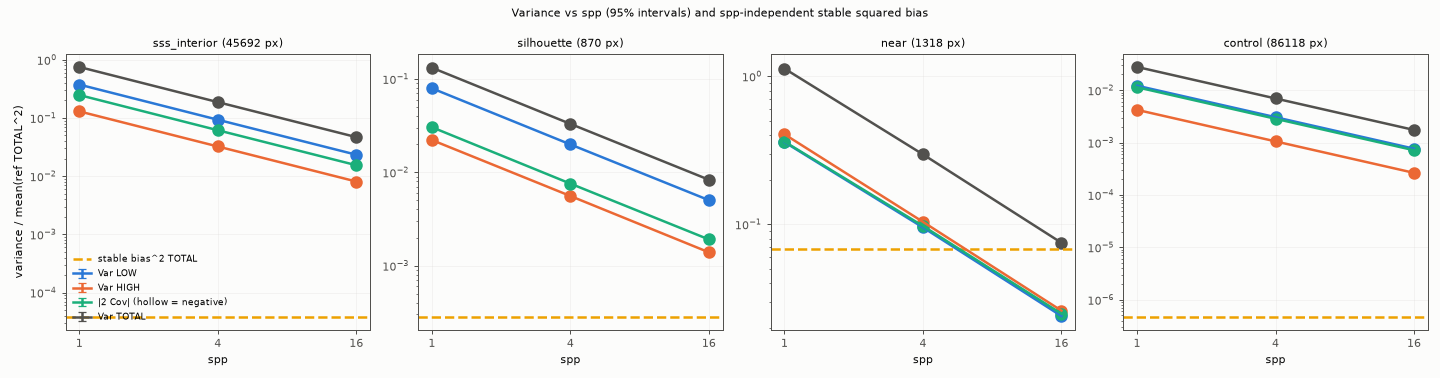 Variance vs spp (95% intervals) and spp-independent stable squared bias
sss_interior (45692 px)
variance / mean(ref TOTAL^2)
10^0
10^-1
10^-2
10^-3
10^-4
stable bias^2 TOTAL
Var LOW
Var HIGH
|2 Cov| (hollow = negative)
Var TOTAL
1 4 16
spp
silhouette (870 px)
10^-1
10^-2
10^-3
1 4 16
spp
near (1318 px)
10^0
10^-1
1 4 16
spp
control (86118 px)
10^-2
10^-3
10^-4
10^-5
10^-6
1 4 16
spp